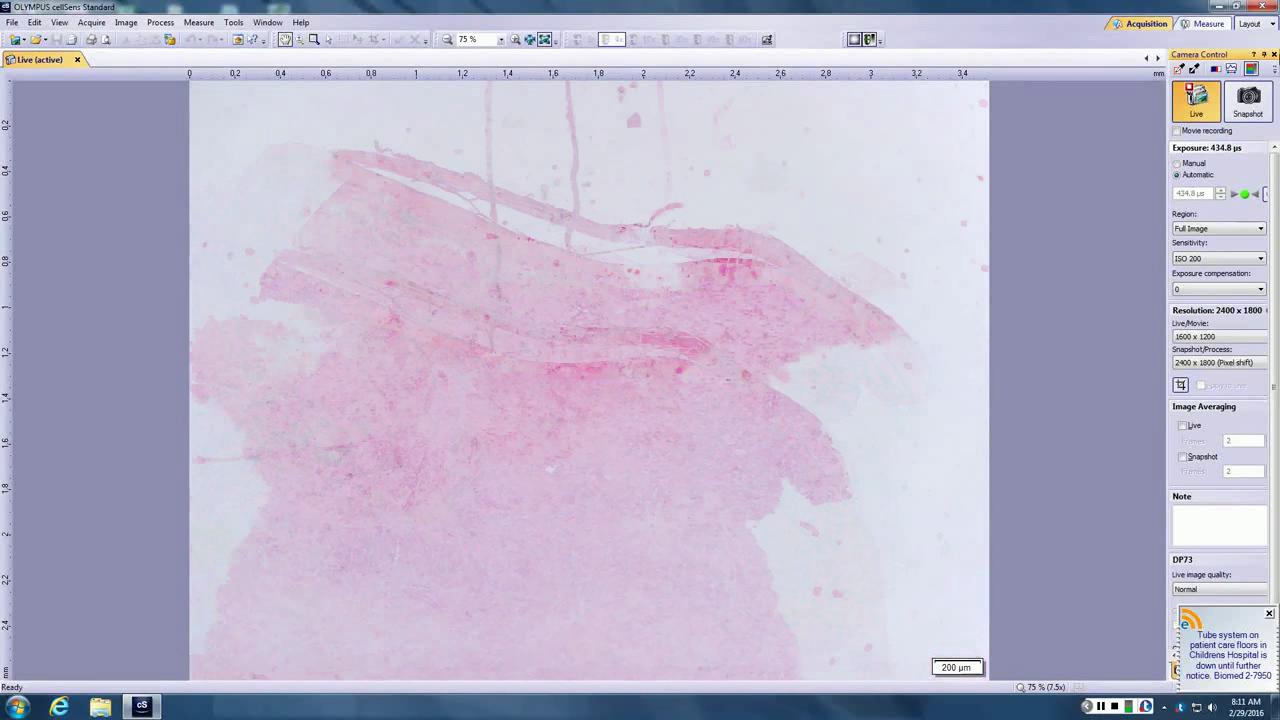 OLYMPUS cellSens Standard
File Edit View Acquire Image Process Measure Tools Window Help
Acquisition Measure Layout
75 %
Live (active)
0 0,2 0,4 0,6 0,8 1 1,2 1,4 1,6 1,8 2 2,2 2,4 2,6 2,8 3 3,2 3,4 mm
0,2
0,4
0,6
0,8
1
1,2
1,4
1,6
1,8
2
2,2
2,4
mm
200 µm
Camera Control
Live Snapshot
Movie recording
Exposure: 434.8 µs
Manual
Automatic
434.8 µs
Region:
Full Image
Sensitivity:
ISO 200
Exposure compensation:
0
Resolution: 2400 x 1800
Live/Movie:
1600 x 1200
Snapshot/Process:
2400 x 1800 (Pixel shift)
Image Averaging
Live
Frames 2
Snapshot
Frames 2
Note
DP73
Live image quality:
Normal
Tube system on
patient care floors in
Childrens Hospital is
down until further
notice. Biomed 2-7950
Ready
75 % (7.5x)
8:11 AM
2/29/2016